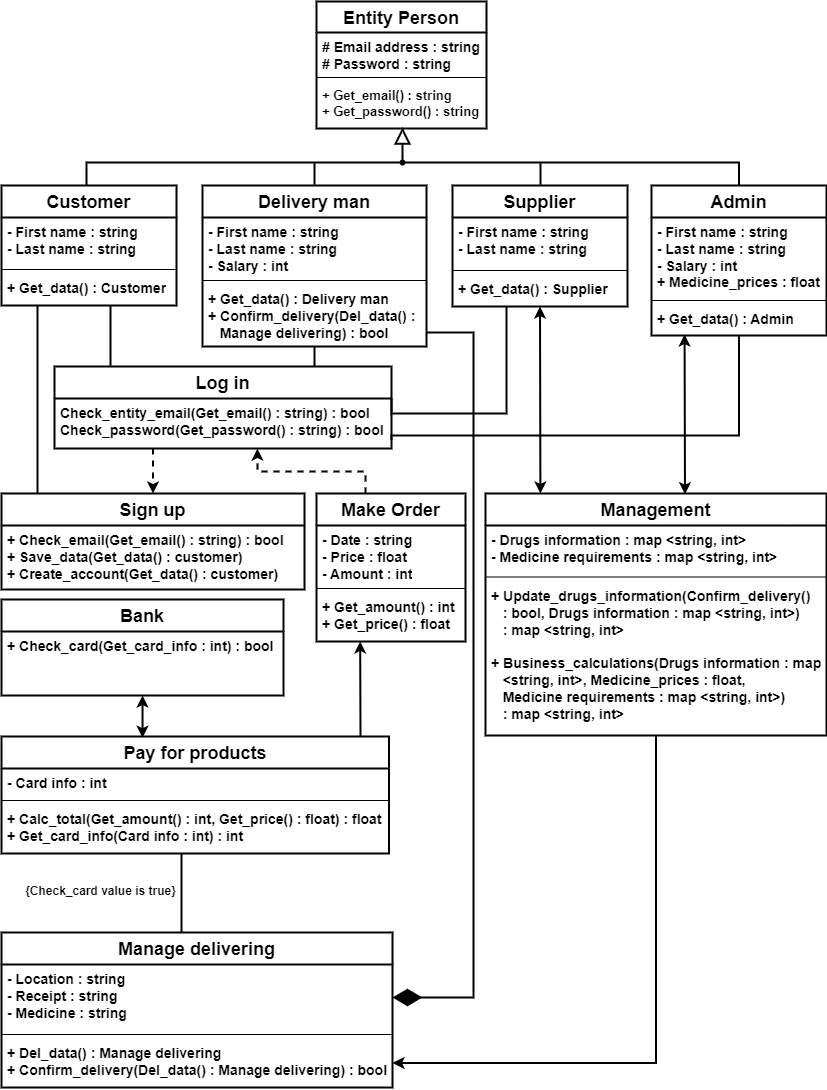 Entity Person
# Email address : string
# Password : string
+ Get_email() : string
+ Get_password() : string
Customer
- First name : string
- Last name : string
+ Get_data() : Customer
Delivery man
- First name : string
- Last name : string
- Salary : int
+ Get_data() : Delivery man
+ Confirm_delivery(Del_data() :
Manage delivering) : bool
Supplier
- First name : string
- Last name : string
+ Get_data() : Supplier
Admin
- First name : string
- Last name : string
- Salary : int
+ Medicine_prices : float
+ Get_data() : Admin
Log in
Check_entity_email(Get_email() : string) : bool
Check_password(Get_password() : string) : bool
Sign up
+ Check_email(Get_email() : string) : bool
+ Save_data(Get_data() : customer)
+ Create_account(Get_data() : customer)
Make Order
- Date : string
- Price : float
- Amount : int
+ Get_amount() : int
+ Get_price() : float
Management
- Drugs information : map <string, int>
- Medicine requirements : map <string, int>
+ Update_drugs_information(Confirm_delivery()
: bool, Drugs information : map <string, int>)
: map <string, int>
+ Business_calculations(Drugs information : map
<string, int>, Medicine_prices : float,
Medicine requirements : map <string, int>)
: map <string, int>
Bank
+ Check_card(Get_card_info : int) : bool
Pay for products
- Card info : int
+ Calc_total(Get_amount() : int, Get_price() : float) : float
+ Get_card_info(Card info : int) : int
{Check_card value is true}
Manage delivering
- Location : string
- Receipt : string
- Medicine : string
+ Del_data() : Manage delivering
+ Confirm_delivery(Del_data() : Manage delivering) : bool